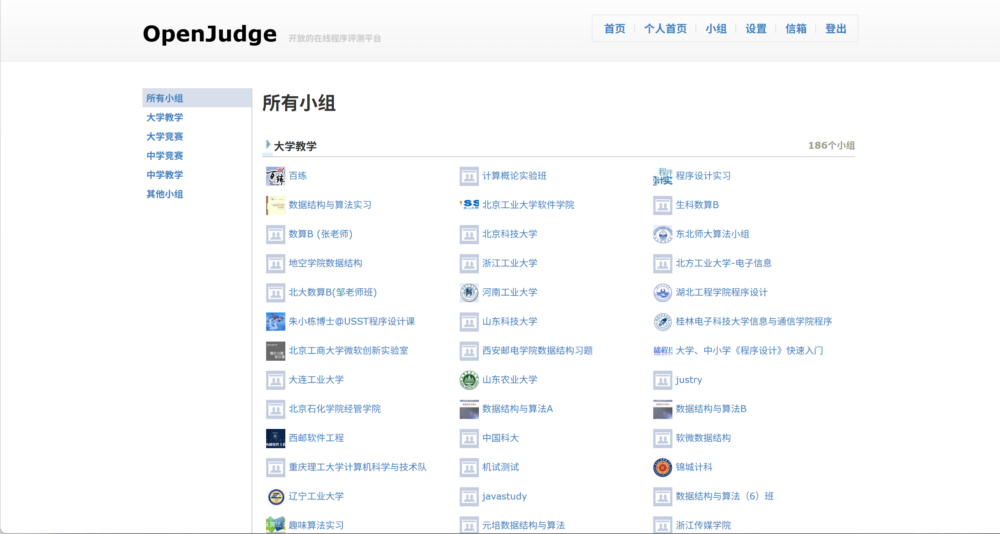 OpenJudge 开放的在线程序评测平台
首页 个人首页 小组 设置 信箱 登出
所有小组
大学教学
大学竞赛
中学竞赛
中学教学
其他小组
所有小组
大学教学 186个小组
百练 计算概论实验班 程序设计实习
数据结构与算法实习 北京工业大学软件学院 生科数算B
数算B (张老师) 北京科技大学 东北师大算法小组
地空学院数据结构 浙江工业大学 北方工业大学-电子信息
北大数算B(邹老师班) 河南工业大学 湖北工程学院程序设计
朱小栋博士@USST程序设计课 山东科技大学 桂林电子科技大学信息与通信学院程序
北京工商大学微软创新实验室 西安邮电学院数据结构习题 大学、中小学《程序设计》快速入门
大连工业大学 山东农业大学 justry
北京石化学院经管学院 数据结构与算法A 数据结构与算法B
西邮软件工程 中国科大 软微数据结构
重庆理工大学计算机科学与技术队 机试测试 锦城计科
辽宁工业大学 javastudy 数据结构与算法（6）班
趣味算法实习 元培数据结构与算法 浙江传媒学院